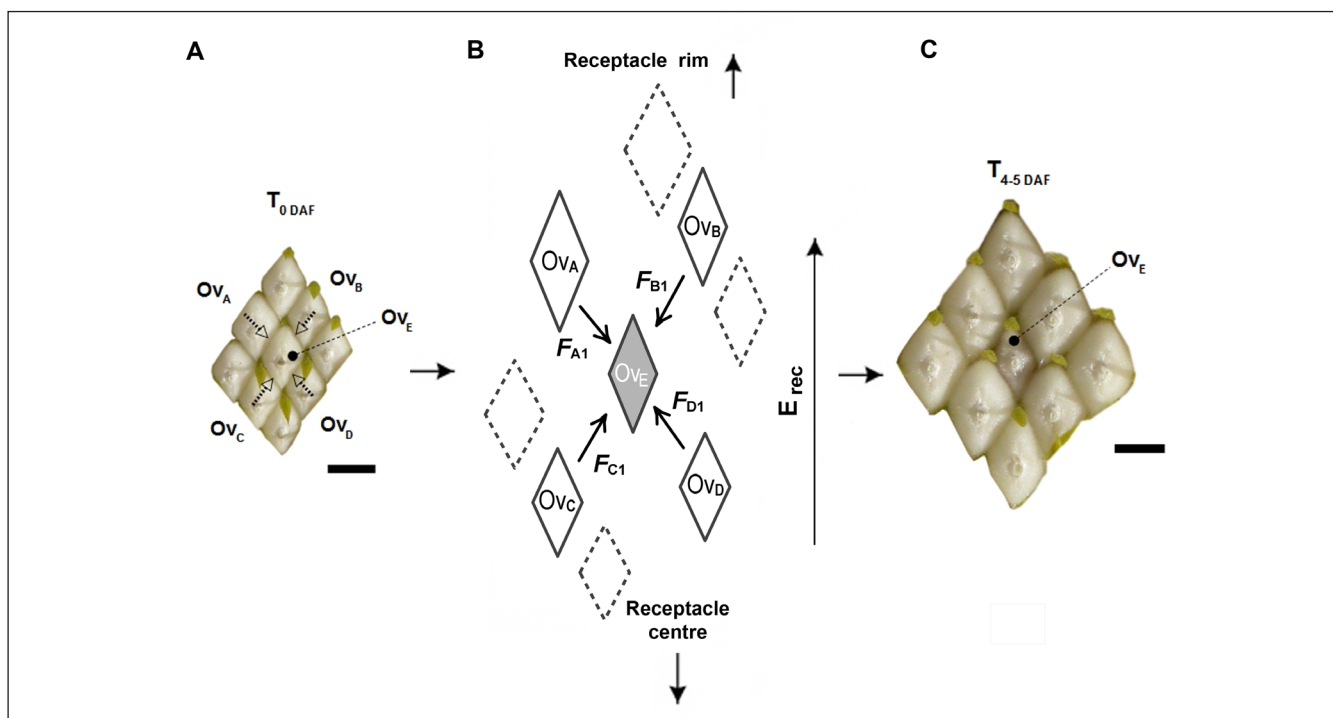 A
T0 DAF
OvA
OvB
OvE
OvC
OvD
B
Receptacle rim
OvA
OvB
FB1
FA1
OvE
FD1
FC1
OvC
OvD
Receptacle
centre
Erec
C
T4-5 DAF
OvE